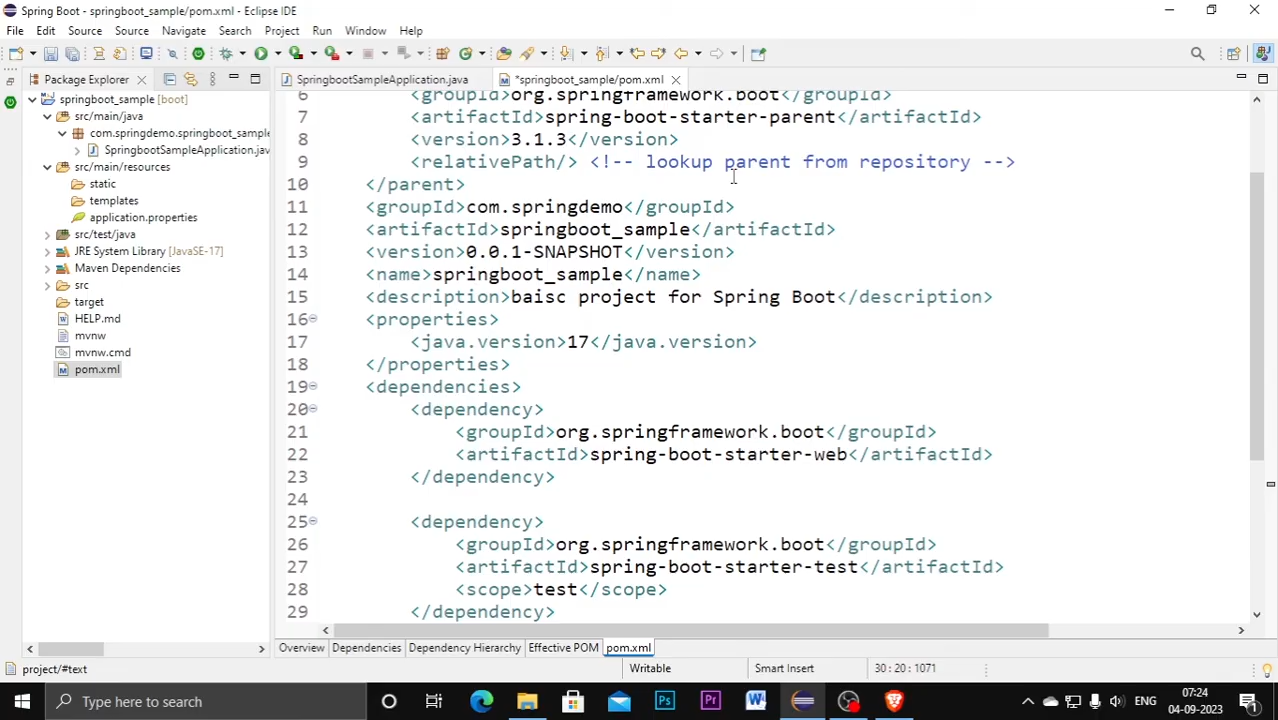 Spring Boot - springboot_sample/pom.xml - Eclipse IDE
File Edit Source Source Navigate Search Project Run Window Help
Package Explorer
springboot_sample [boot]
src/main/java
com.springdemo.springboot_sample
SpringbootSampleApplication.jav
src/main/resources
static
templates
application.properties
src/test/java
JRE System Library [JavaSE-17]
Maven Dependencies
src
target
HELP.md
mvnw
mvnw.cmd
pom.xml
SpringbootSampleApplication.java *springboot_sample/pom.xml
6 <groupId>org.springframework.boot</groupId>
7 <artifactId>spring-boot-starter-parent</artifactId>
8 <version>3.1.3</version>
9 <relativePath/> <!-- lookup parent from repository -->
10 </parent>
11 <groupId>com.springdemo</groupId>
12 <artifactId>springboot_sample</artifactId>
13 <version>0.0.1-SNAPSHOT</version>
14 <name>springboot_sample</name>
15 <description>baisc project for Spring Boot</description>
16 <properties>
17 <java.version>17</java.version>
18 </properties>
19 <dependencies>
20 <dependency>
21 <groupId>org.springframework.boot</groupId>
22 <artifactId>spring-boot-starter-web</artifactId>
23 </dependency>
24
25 <dependency>
26 <groupId>org.springframework.boot</groupId>
27 <artifactId>spring-boot-starter-test</artifactId>
28 <scope>test</scope>
29 </dependency>
Overview Dependencies Dependency Hierarchy Effective POM pom.xml
project/#text Writable Smart Insert 30 : 20 : 1071
Type here to search Ps Pr W ENG 07:24
04-09-2023 1